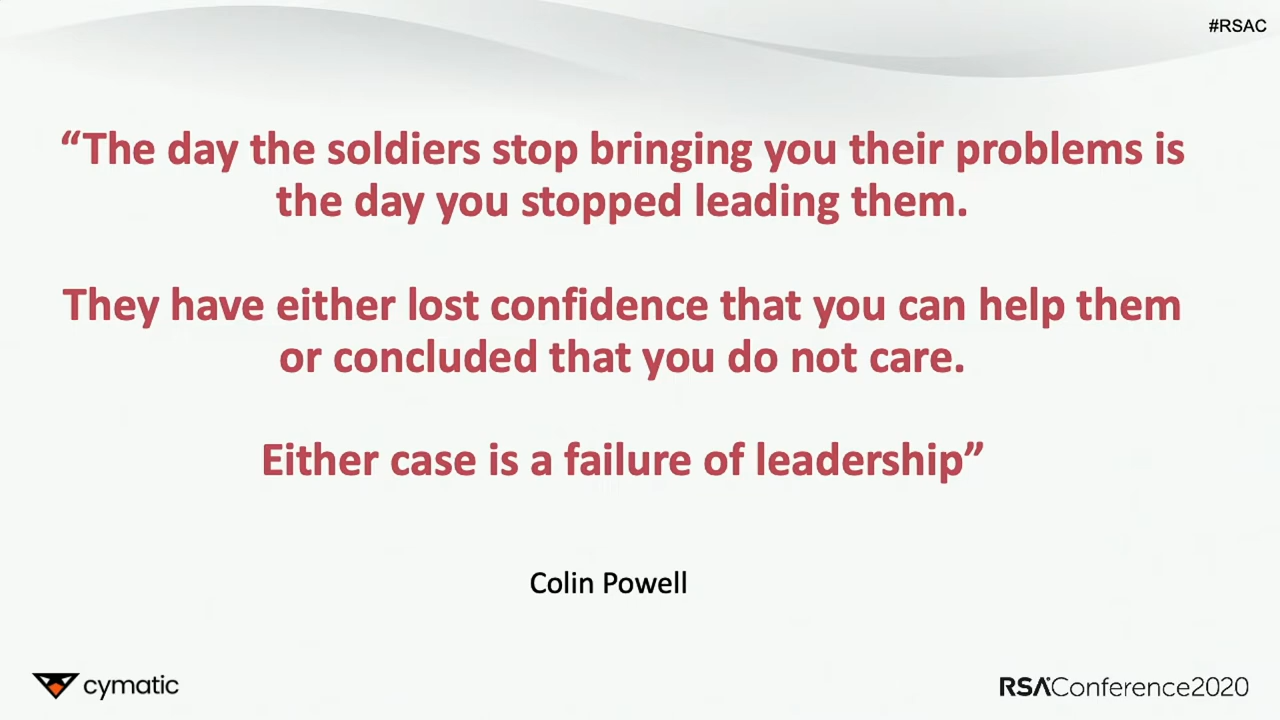 #RSAC
“The day the soldiers stop bringing you their problems is
the day you stopped leading them.
They have either lost confidence that you can help them
or concluded that you do not care.
Either case is a failure of leadership”
Colin Powell
cymatic
RSAConference2020